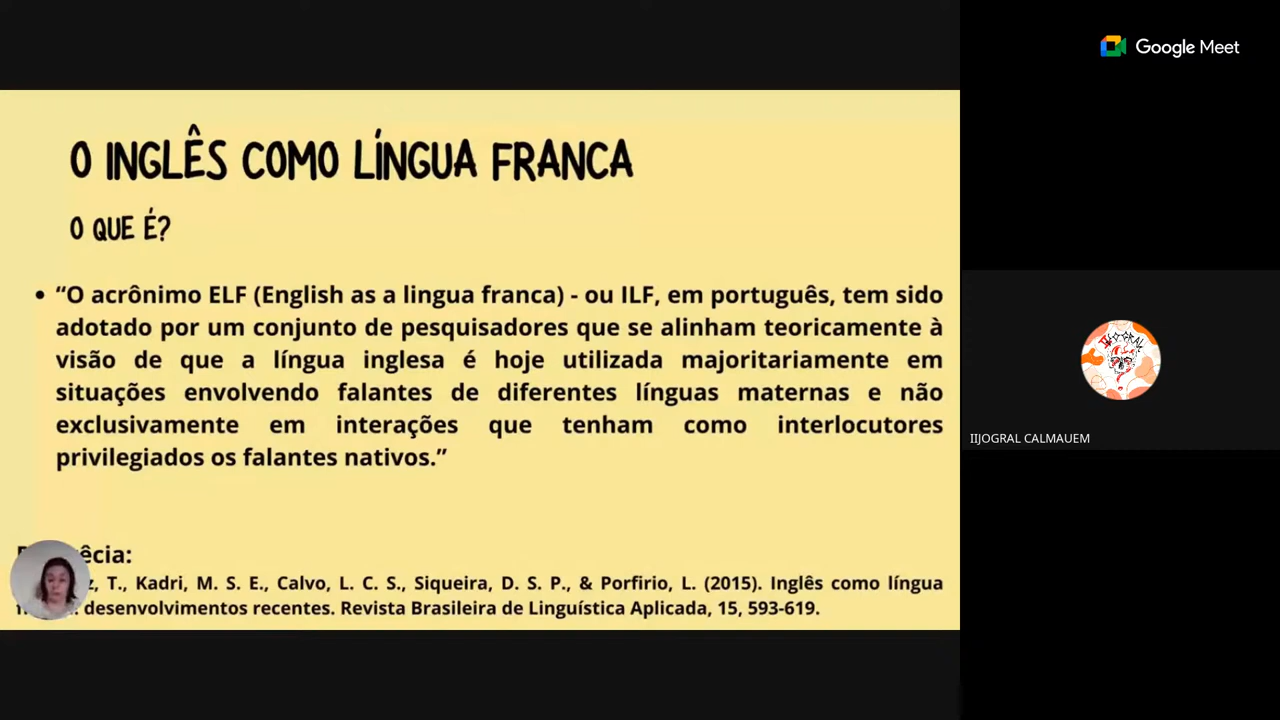 Google Meet
O INGLÊS COMO LÍNGUA FRANCA
O QUE É?
• “O acrônimo ELF (English as a lingua franca) - ou ILF, em português, tem sido
adotado por um conjunto de pesquisadores que se alinham teoricamente à
visão de que a língua inglesa é hoje utilizada majoritariamente em
situações envolvendo falantes de diferentes línguas maternas e não
exclusivamente em interações que tenham como interlocutores
privilegiados os falantes nativos.”
T., Kadri, M. S. E., Calvo, L. C. S., Siqueira, D. S. P., & Porfirio, L. (2015). Inglês como língua
desenvolvimentos recentes. Revista Brasileira de Linguística Aplicada, 15, 593-619.
IIJOGRAL CALMAUEM